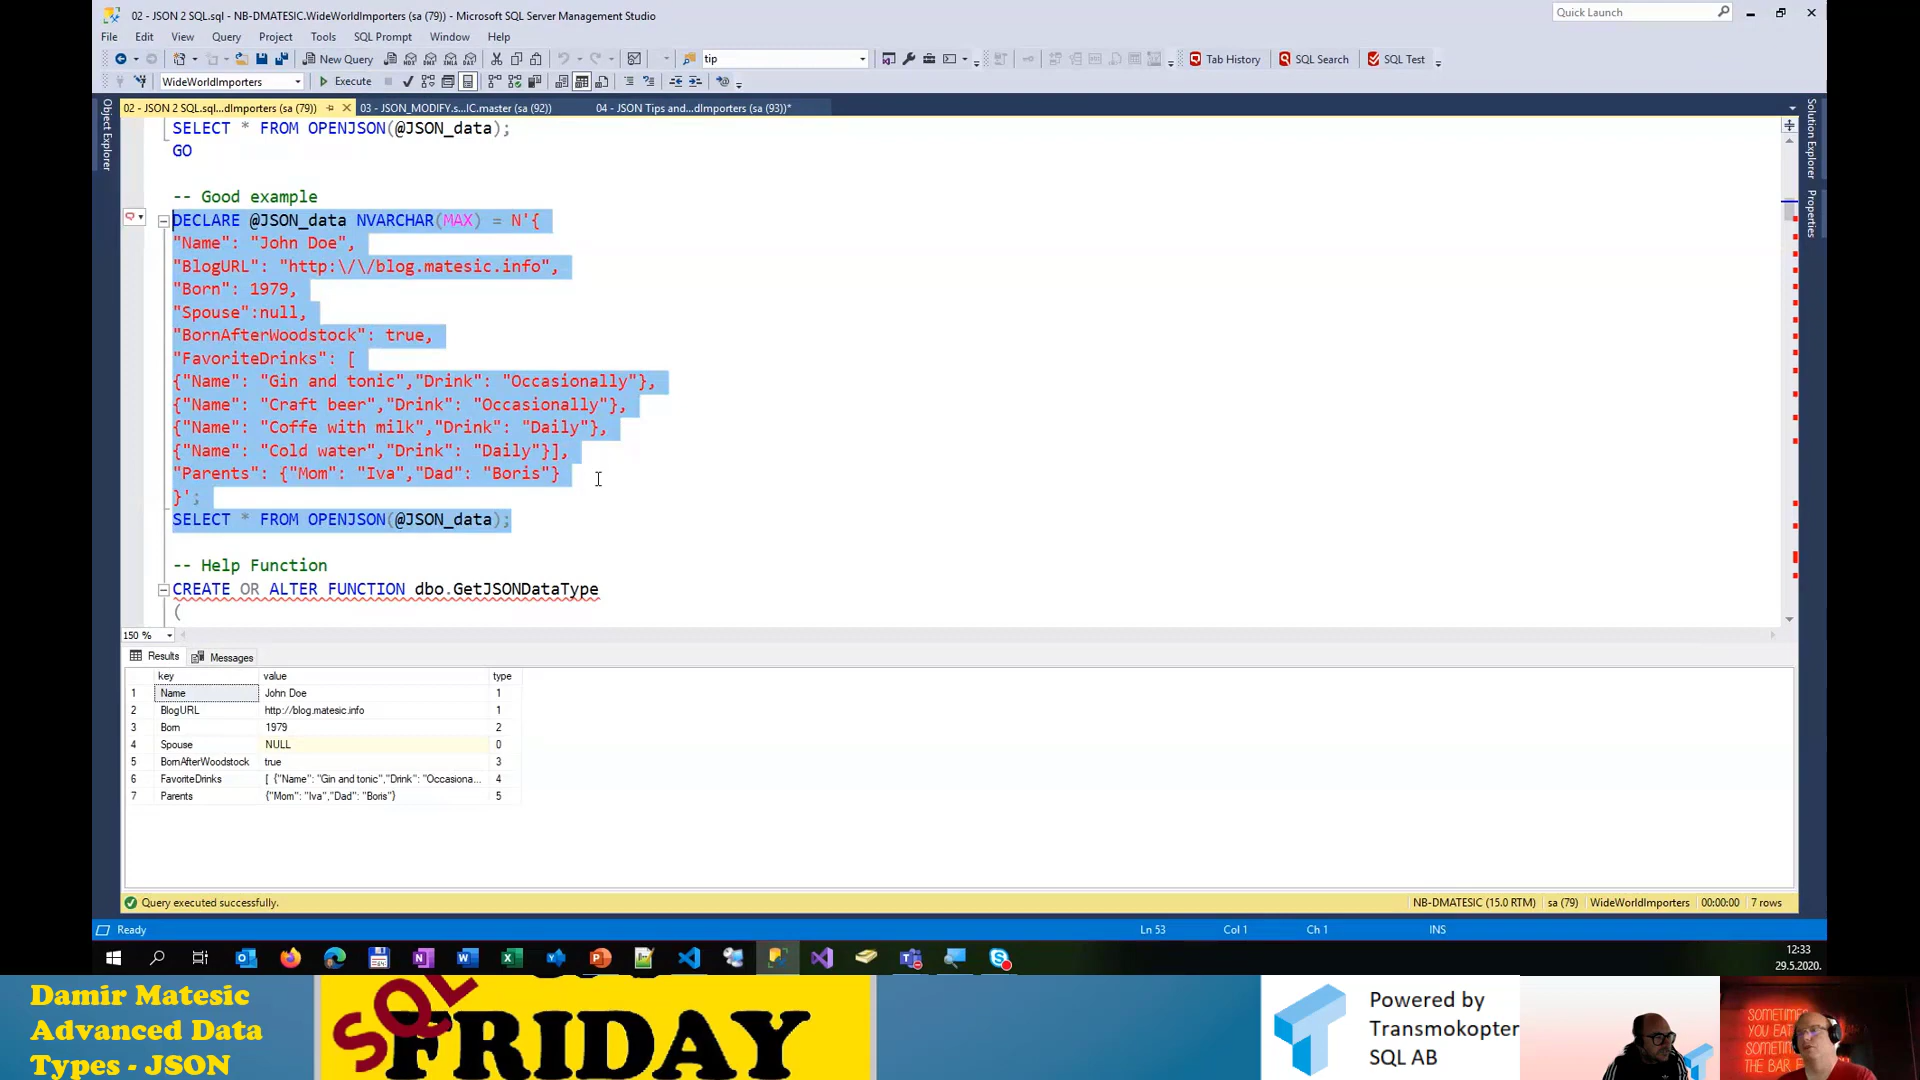 02 - JSON 2 SQL.sql - NB-DMATESIC.WideWorldImporters (sa (79)) - Microsoft SQL Server Management Studio
Quick Launch
File Edit View Query Project Tools SQL Prompt Window Help
New Query
tip
Tab History
SQL Search
SQL Test
WideWorldImporters
Execute
02 - JSON 2 SQL.sql...dImporters (sa (79))
03 - JSON_MODIFY.s...IC.master (sa (92))
04 - JSON Tips and...dImporters (sa (93))*
Object Explorer
Solution Explorer
Properties
SELECT * FROM OPENJSON(@JSON_data);
GO
-- Good example
DECLARE @JSON_data NVARCHAR(MAX) = N'{
"Name": "John Doe",
"BlogURL": "http:\/\/blog.matesic.info",
"Born": 1979,
"Spouse":null,
"BornAfterWoodstock": true,
"FavoriteDrinks": [
{"Name": "Gin and tonic","Drink": "Occasionally"},
{"Name": "Craft beer","Drink": "Occasionally"},
{"Name": "Coffe with milk","Drink": "Daily"},
{"Name": "Cold water","Drink": "Daily"}],
"Parents": {"Mom": "Iva","Dad": "Boris"}
}';
SELECT * FROM OPENJSON(@JSON_data);
-- Help Function
CREATE OR ALTER FUNCTION dbo.GetJSONDataType
(
150 %
Results Messages
key value type
1 Name John Doe 1
2 BlogURL http://blog.matesic.info 1
3 Born 1979 2
4 Spouse NULL 0
5 BornAfterWoodstock true 3
6 FavoriteDrinks [ {"Name": "Gin and tonic","Drink": "Occasiona... 4
7 Parents {"Mom": "Iva","Dad": "Boris"} 5
Query executed successfully.
NB-DMATESIC (15.0 RTM) sa (79) WideWorldImporters 00:00:00 7 rows
Ready
Ln 53 Col 1 Ch 1 INS
12:33
29.5.2020.
Damir Matesic
Advanced Data
Types - JSON
SQL
FRIDAY
Powered by
Transmokopter
SQL AB
SOMETIMES
YOU EAT
SOMETIM
THE BAR E